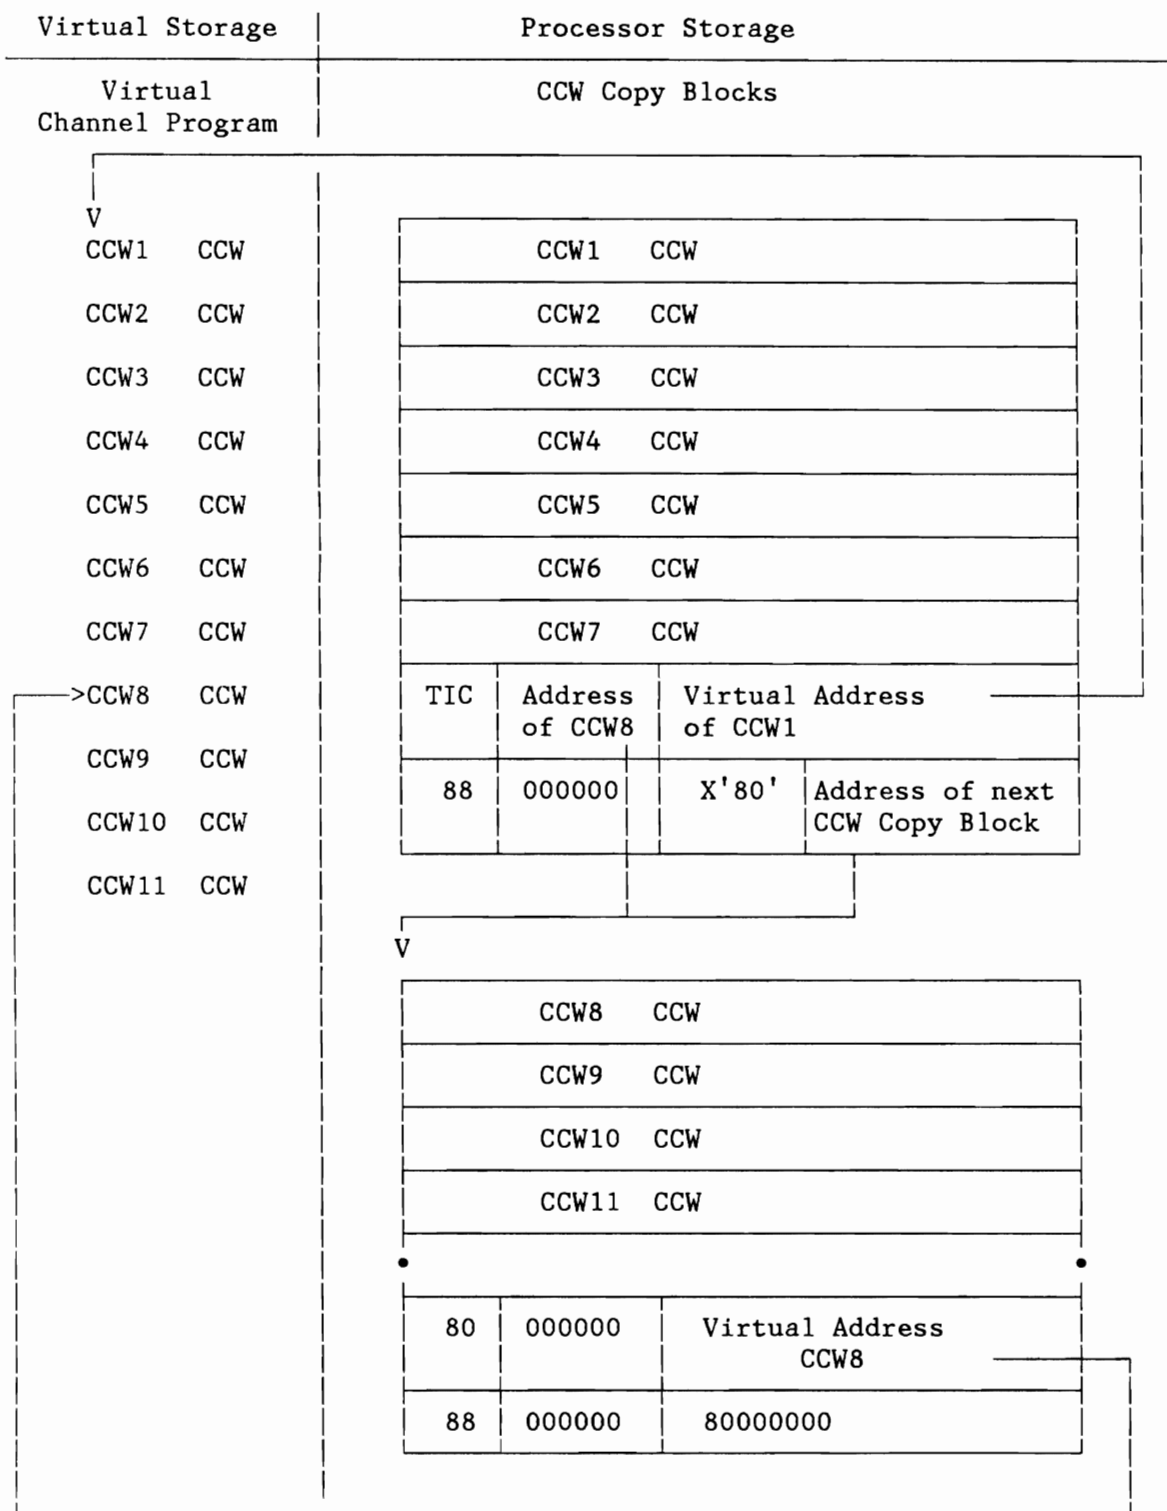 Virtual Storage Processor Storage
Virtual CCW Copy Blocks
Channel Program
V
CCW1 CCW CCW1 CCW
CCW2 CCW CCW2 CCW
CCW3 CCW CCW3 CCW
CCW4 CCW CCW4 CCW
CCW5 CCW CCW5 CCW
CCW6 CCW CCW6 CCW
CCW7 CCW CCW7 CCW
>CCW8 CCW TIC Address Virtual Address
of CCW8 of CCW1
CCW9 CCW
88 000000 X'80' Address of next
CCW10 CCW CCW Copy Block
CCW11 CCW
V
CCW8 CCW
CCW9 CCW
CCW10 CCW
CCW11 CCW
80 000000 Virtual Address
CCW8
88 000000 80000000